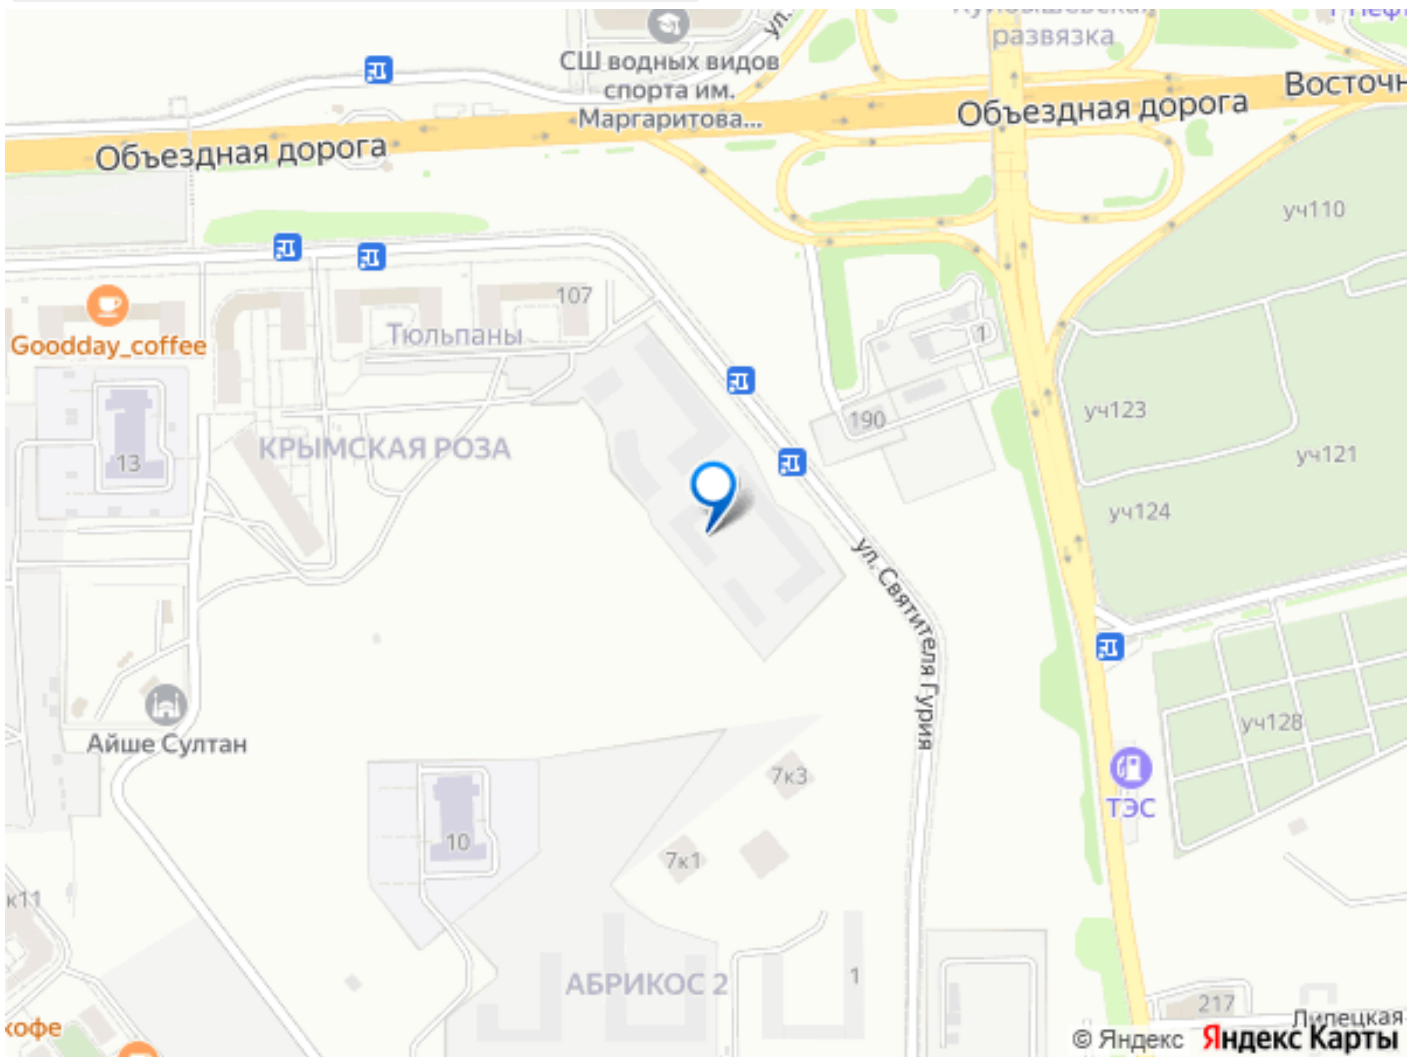 развязка
СШ водных видов
спорта им.
Маргаритова...
ул.
Восточн
Объездная дорога
Объездная дорога
уч110
107
Тюльпаны
1
Goodday_coffee
190
уч123
КРЫМСКАЯ РОЗА
13
уч121
уч124
ул. Святителя Гурия
уч128
Айше Султан
7к3
ТЭС
10
7к1
к11
АБРИКОС 2
1
217
Липецкая
кофе
© Яндекс Яндекс Карты